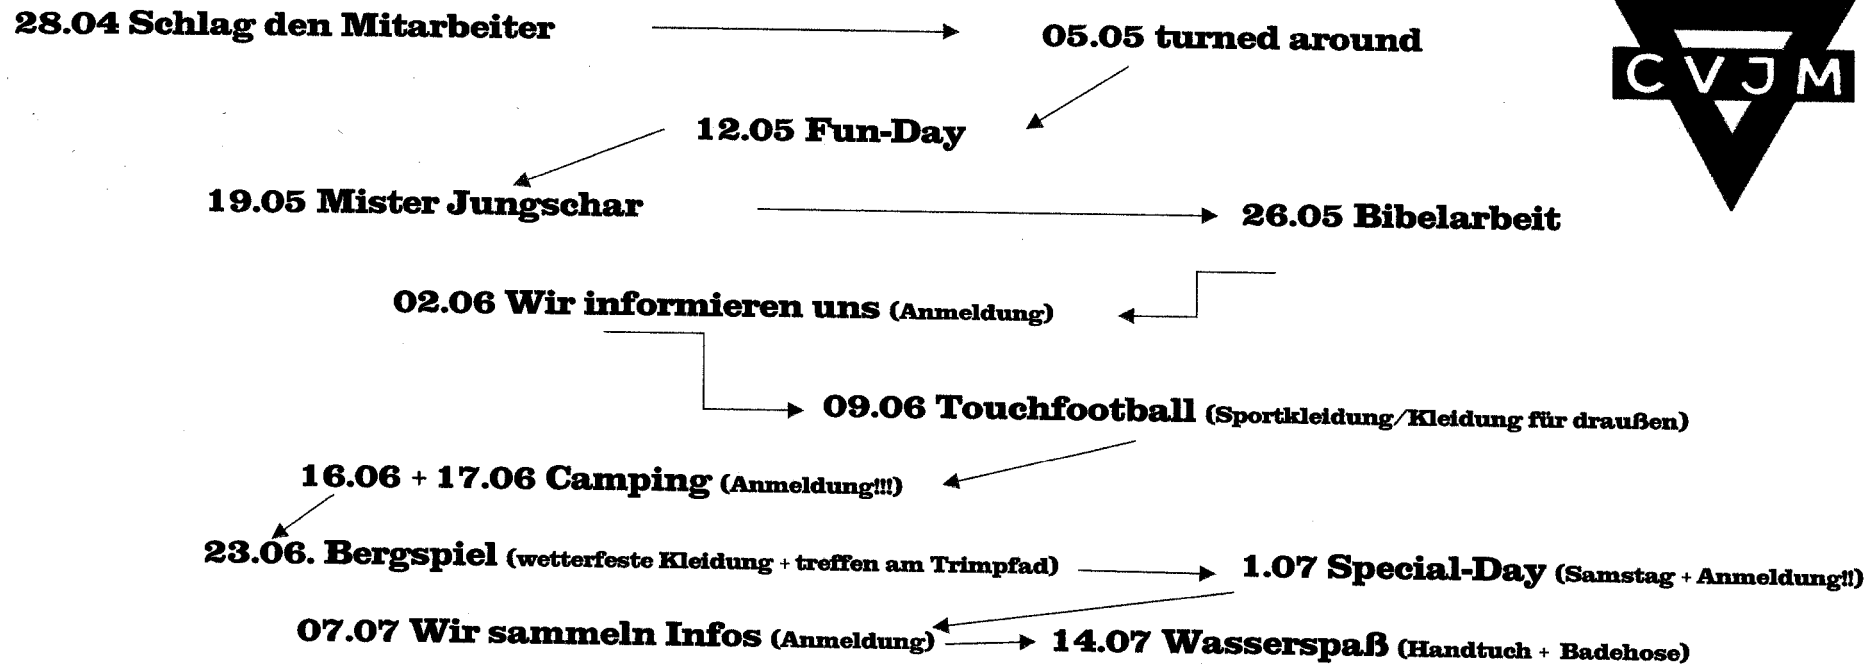 28.04 Schlag den Mitarbeiter
05.05 turned around
CVJM
12.05 Fun-Day
19.05 Mister Jungschar
26.05 Bibelarbeit
02.06 Wir informieren uns (Anmeldung)
09.06 Touchfootball (Sportkleidung/Kleidung für draußen)
16.06 + 17.06 Camping (Anmeldung!!!)
23.06. Bergspiel (wetterfeste Kleidung + treffen am Trimpfad)
1.07 Special-Day (Samstag + Anmeldung!!)
07.07 Wir sammeln Infos (Anmeldung)
14.07 Wasserspaß (Handtuch + Badehose)